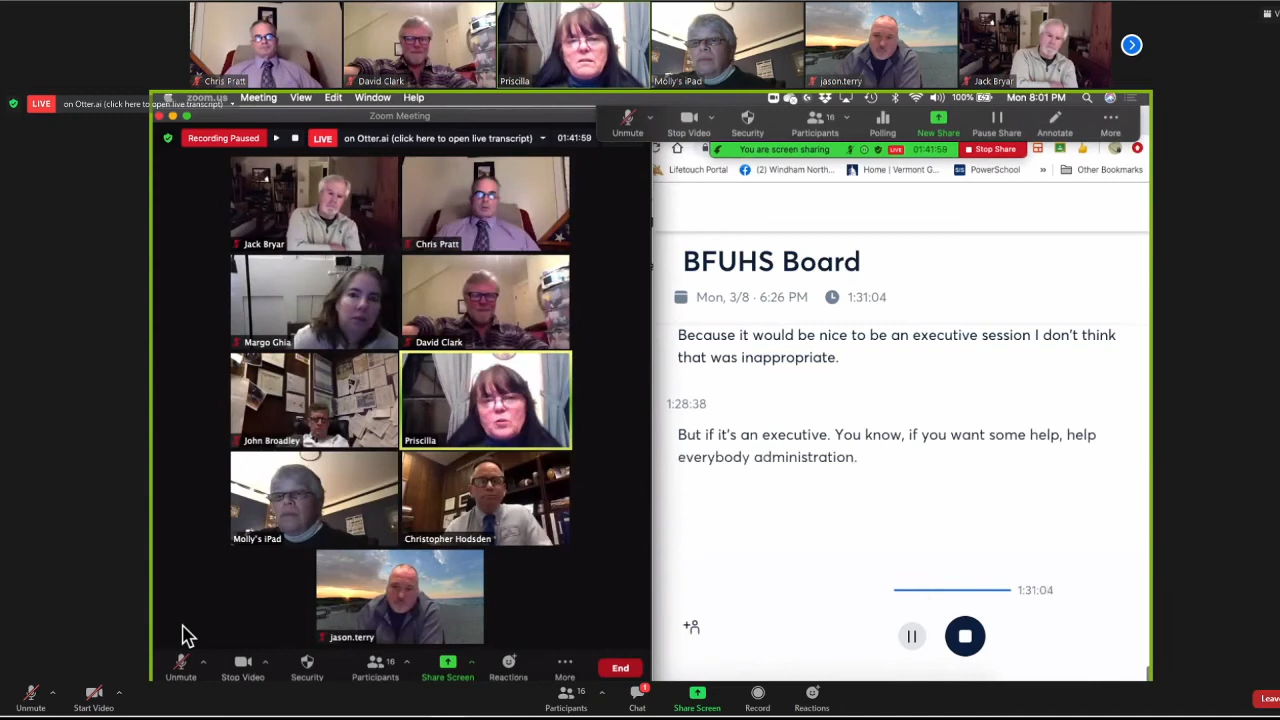 Chris Pratt
David Clark
Priscilla
Molly's iPad
jason.terry
Jack Bryar
LIVE
on Otter.ai (click here to open live transcript)
zoom.us
Meeting
View
Edit
Window
Help
100%
Mon 8:01 PM
Zoom Meeting
Recording Paused
LIVE
on Otter.ai (click here to open live transcript)
01:41:59
Unmute
Stop Video
Security
16
Participants
Polling
New Share
Pause Share
Annotate
More
You are screen sharing
LIVE
01:41:59
Stop Share
Lifetouch Portal
(2) Windham North...
Home | Vermont G...
SIS
PowerSchool
»
Other Bookmarks
Jack Bryar
Chris Pratt
Margo Ghia
David Clark
John Broadley
Priscilla
Molly's iPad
Christopher Hodsden
jason.terry
BFUHS Board
Mon, 3/8 · 6:26 PM
1:31:04
Because it would be nice to be an executive session I don't think
that was inappropriate.
1:28:38
But if it's an executive. You know, if you want some help, help
everybody administration.
1:31:04
Unmute
Stop Video
Security
16
Participants
Share Screen
Reactions
More
End
Unmute
Start Video
16
Participants
1
Chat
Share Screen
Record
Reactions
Leav